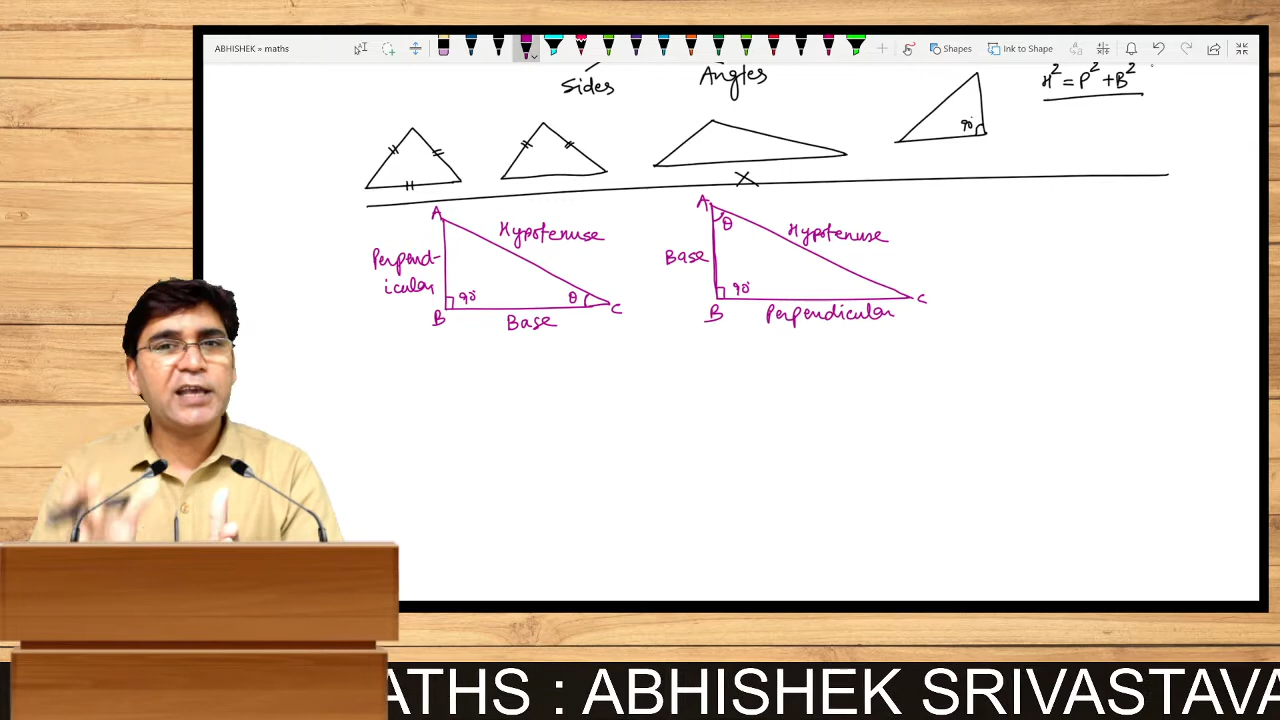 ABHISHEK » maths
Shapes
Ink to Shape
Sides
Angles
H² = P² + B²
90°
A
Hypotenuse
Perpend-
icular
90°
θ
B
Base
C
A
θ
Hypotenuse
Base
90°
B
Perpendicular
C
MATHS : ABHISHEK SRIVASTAVA